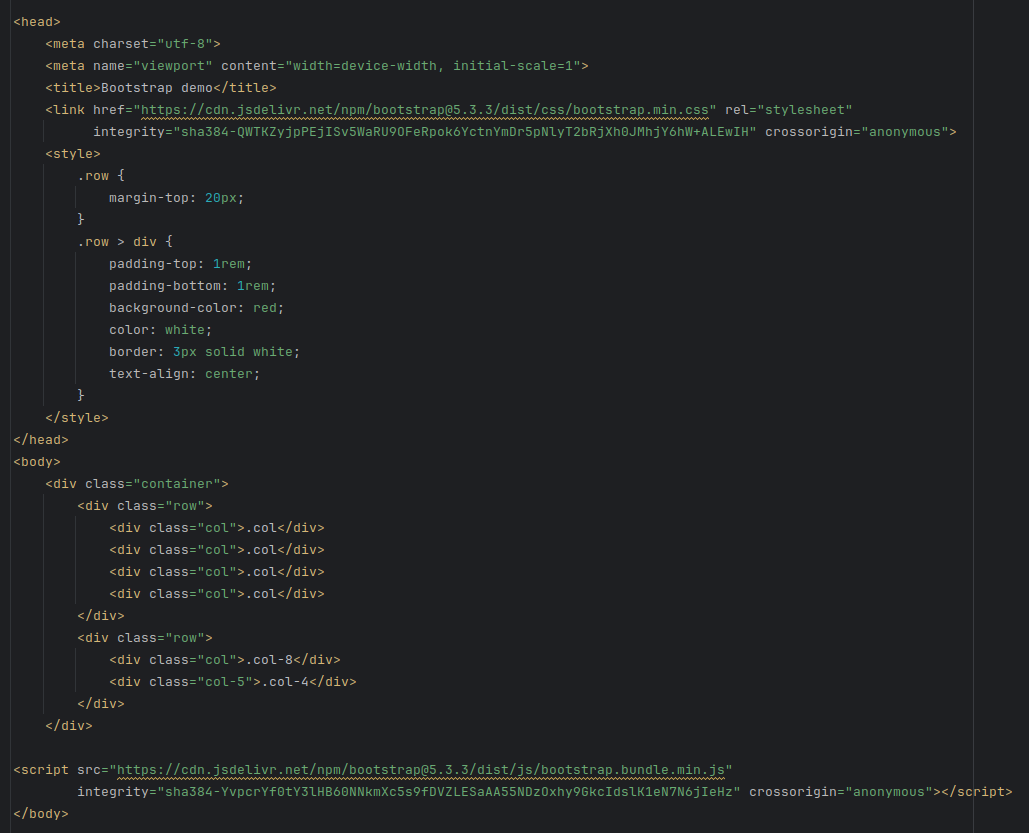 <head>
    <meta charset="utf-8">
    <meta name="viewport" content="width=device-width, initial-scale=1">
    <title>Bootstrap demo</title>
    <link href="https://cdn.jsdelivr.net/npm/bootstrap@5.3.3/dist/css/bootstrap.min.css" rel="stylesheet"
          integrity="sha384-QWTKZyjpPEjISv5WaRU9OFeRpok6YctnYmDr5pNlyT2bRjXh0JMhjY6hW+ALEwIH" crossorigin="anonymous">
    <style>
        .row {
            margin-top: 20px;
        }
        .row > div {
            padding-top: 1rem;
            padding-bottom: 1rem;
            background-color: red;
            color: white;
            border: 3px solid white;
            text-align: center;
        }
    </style>
</head>
<body>
    <div class="container">
        <div class="row">
            <div class="col">.col</div>
            <div class="col">.col</div>
            <div class="col">.col</div>
            <div class="col">.col</div>
        </div>
        <div class="row">
            <div class="col">.col-8</div>
            <div class="col-5">.col-4</div>
        </div>
    </div>

<script src="https://cdn.jsdelivr.net/npm/bootstrap@5.3.3/dist/js/bootstrap.bundle.min.js"
        integrity="sha384-YvpcrYf0tY3lHB60NNkmXc5s9fDVZLESaAA55NDzOxhy9GkcIdslK1eN7N6jIeHz" crossorigin="anonymous"></script>
</body>